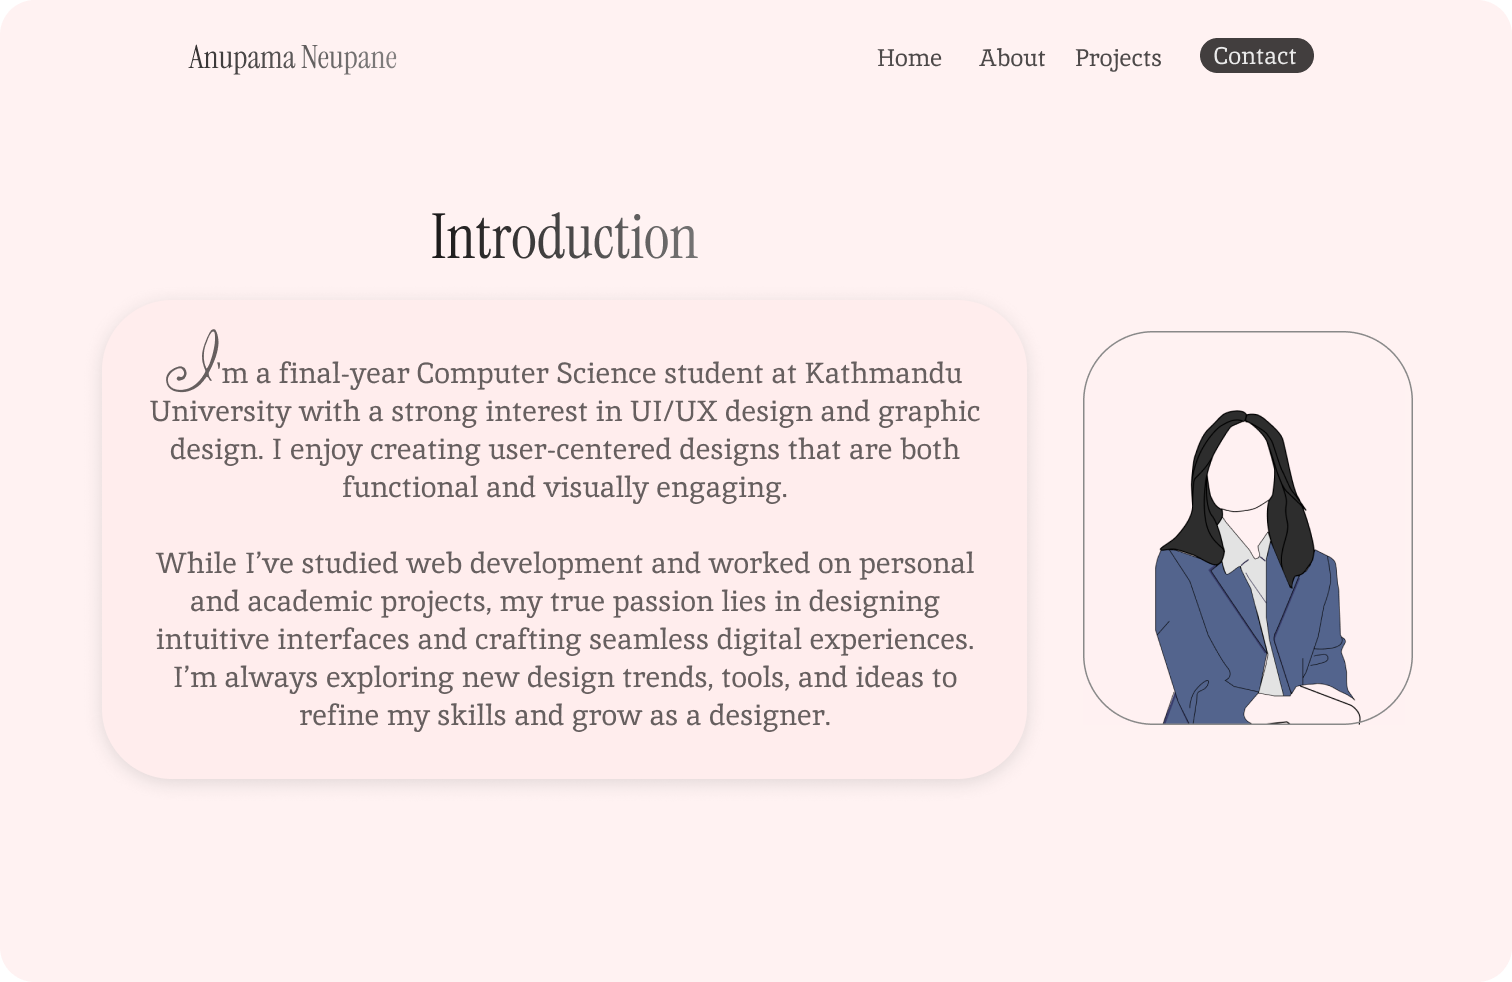 Anupama Neupane
Home About Projects Contact
Introduction
I'm a final-year Computer Science student at Kathmandu
University with a strong interest in UI/UX design and graphic
design. I enjoy creating user-centered designs that are both
functional and visually engaging.
While I’ve studied web development and worked on personal
and academic projects, my true passion lies in designing
intuitive interfaces and crafting seamless digital experiences.
I’m always exploring new design trends, tools, and ideas to
refine my skills and grow as a designer.